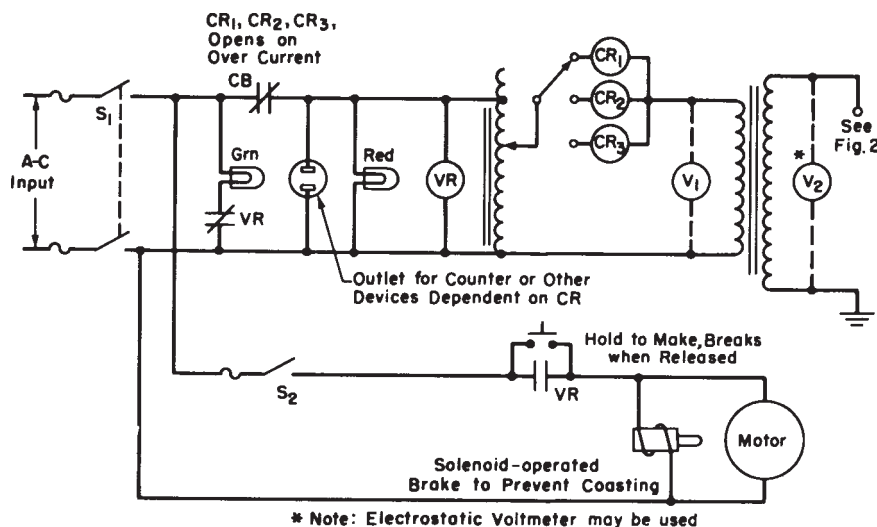 CR₁, CR₂, CR₃,
Opens on
Over Current
CB
S₁
A-C
Input
Grn
VR
Red
VR
CR₁
CR₂
CR₃
V₁
*
V₂
See
Fig. 2
Outlet for Counter or Other
Devices Dependent on CR
S₂
Hold to Make, Breaks
when Released
VR
Motor
Solenoid-operated
Brake to Prevent Coasting
* Note: Electrostatic Voltmeter may be used